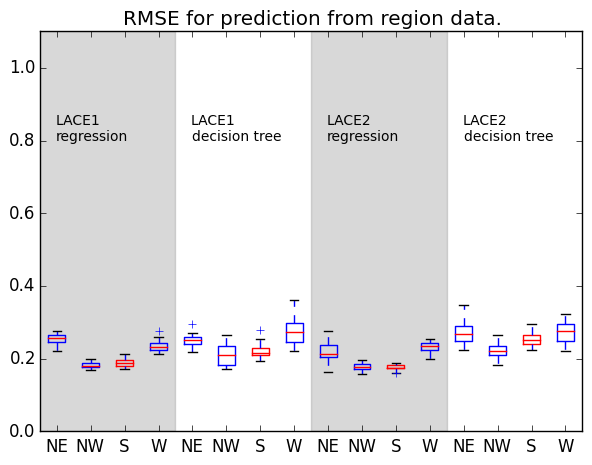 RMSE for prediction from region data.
1.0
0.8
0.6
0.4
0.2
0.0
LACE1
regression
LACE1
decision tree
LACE2
regression
LACE2
decision tree
NE NW S W NE NW S W NE NW S W NE NW S W